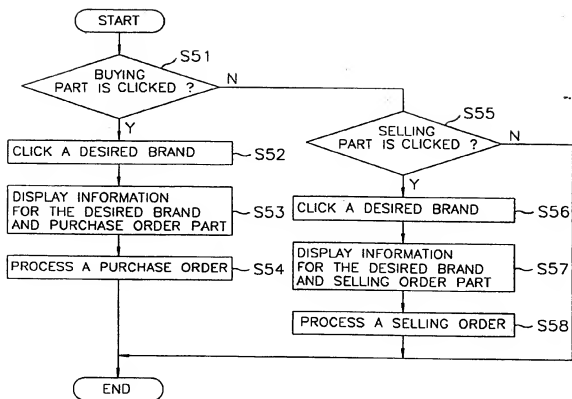 START
S51
BUYING
PART IS CLICKED ?
N
Y
CLICK A DESIRED BRAND
S52
DISPLAY INFORMATION
FOR THE DESIRED BRAND
AND PURCHASE ORDER PART
S53
PROCESS A PURCHASE ORDER
S54
S55
SELLING
PART IS CLICKED ?
N
Y
CLICK A DESIRED BRAND
S56
DISPLAY INFORMATION
FOR THE DESIRED BRAND
AND SELLING ORDER PART
S57
PROCESS A SELLING ORDER
S58
END